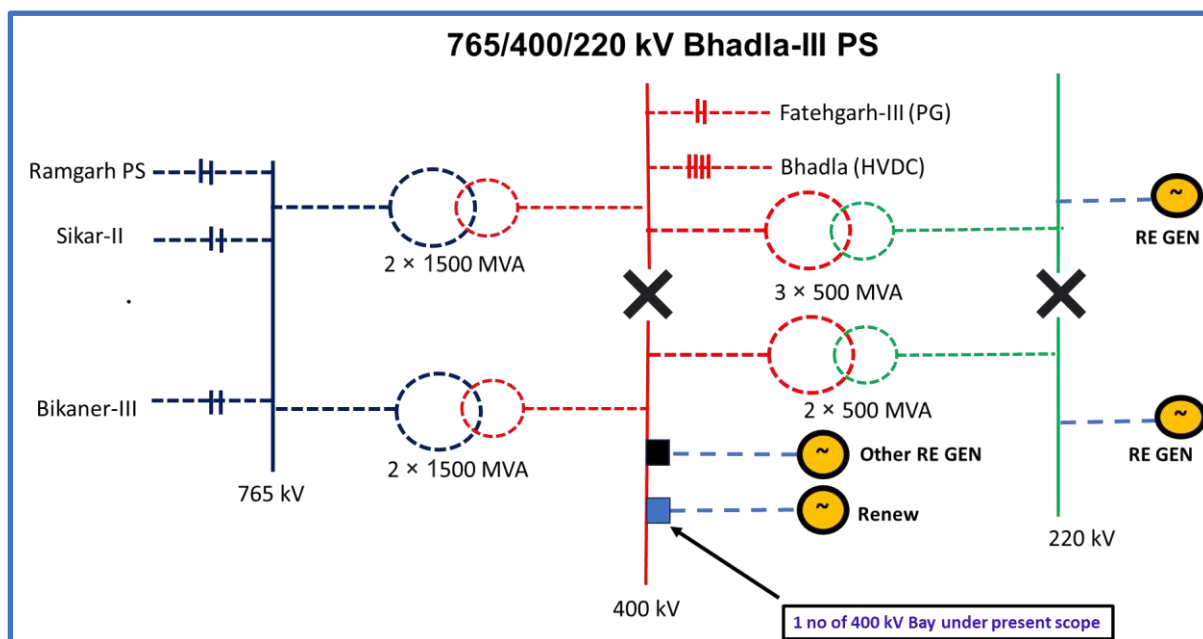 765/400/220 kV Bhadla-III PS
Ramgarh PS
Sikar-II
Bikaner-III
765 kV
2 × 1500 MVA
2 × 1500 MVA
Fatehgarh-III (PG)
Bhadla (HVDC)
3 × 500 MVA
2 × 500 MVA
~
RE GEN
~
RE GEN
~
Other RE GEN
~
Renew
400 kV
220 kV
1 no of 400 kV Bay under present scope